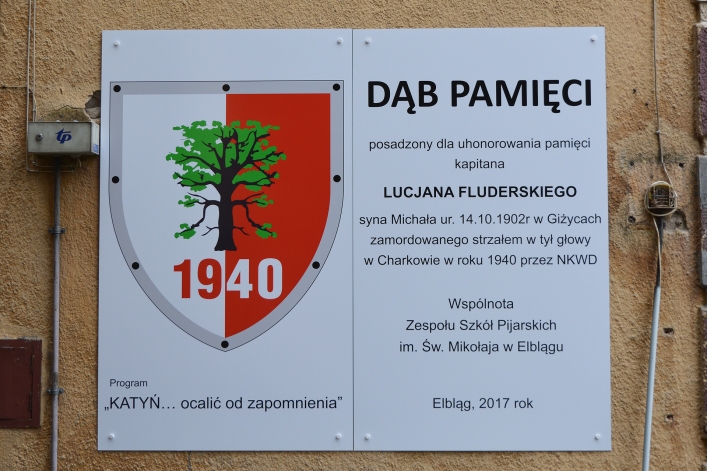 tp
1940
Program
„KATYŃ... ocalić od zapomnienia”
DĄB PAMIĘCI
posadzony dla uhonorowania pamięci
kapitana
LUCJANA FLUDERSKIEGO
syna Michała ur. 14.10.1902r w Giżycach
zamordowanego strzałem w tył głowy
w Charkowie w roku 1940 przez NKWD
Wspólnota
Zespołu Szkół Pijarskich
im. Św. Mikołaja w Elblągu
Elbląg, 2017 rok